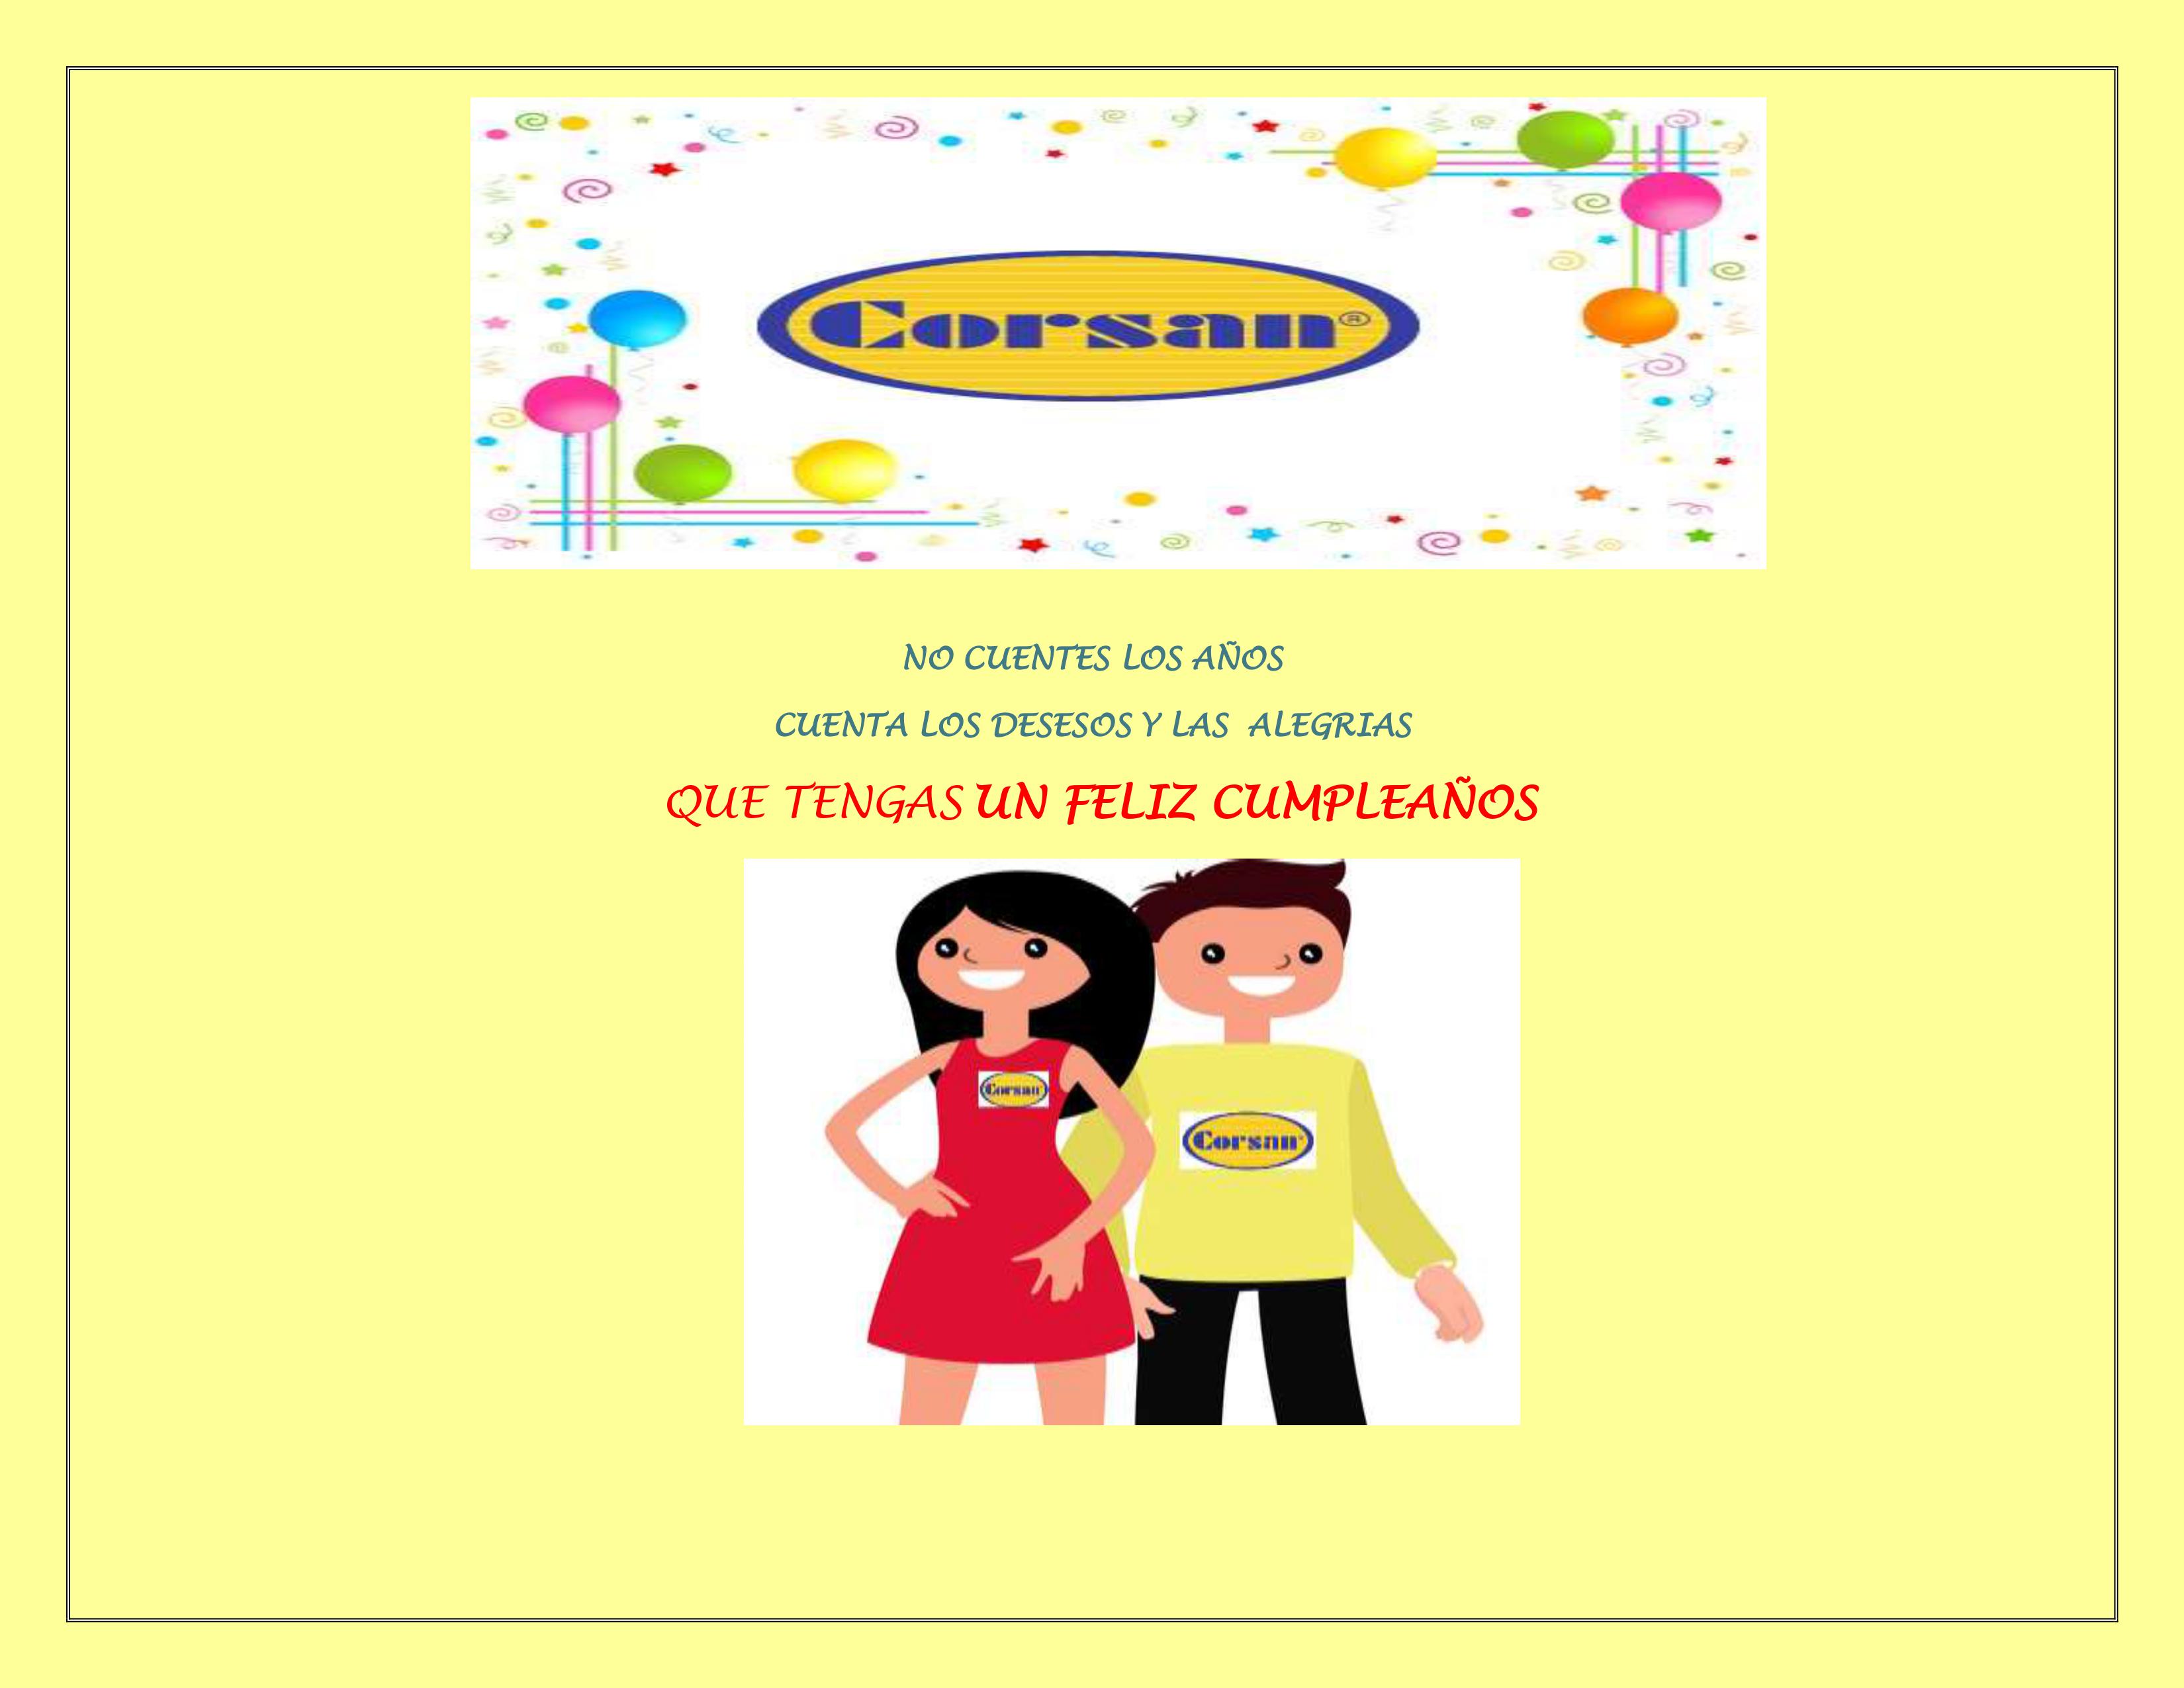 Corsan®
NO CUENTES LOS AÑOS
CUENTA LOS DESESOS Y LAS ALEGRIAS
QUE TENGAS UN FELIZ CUMPLEAÑOS
Corsan
Corsan